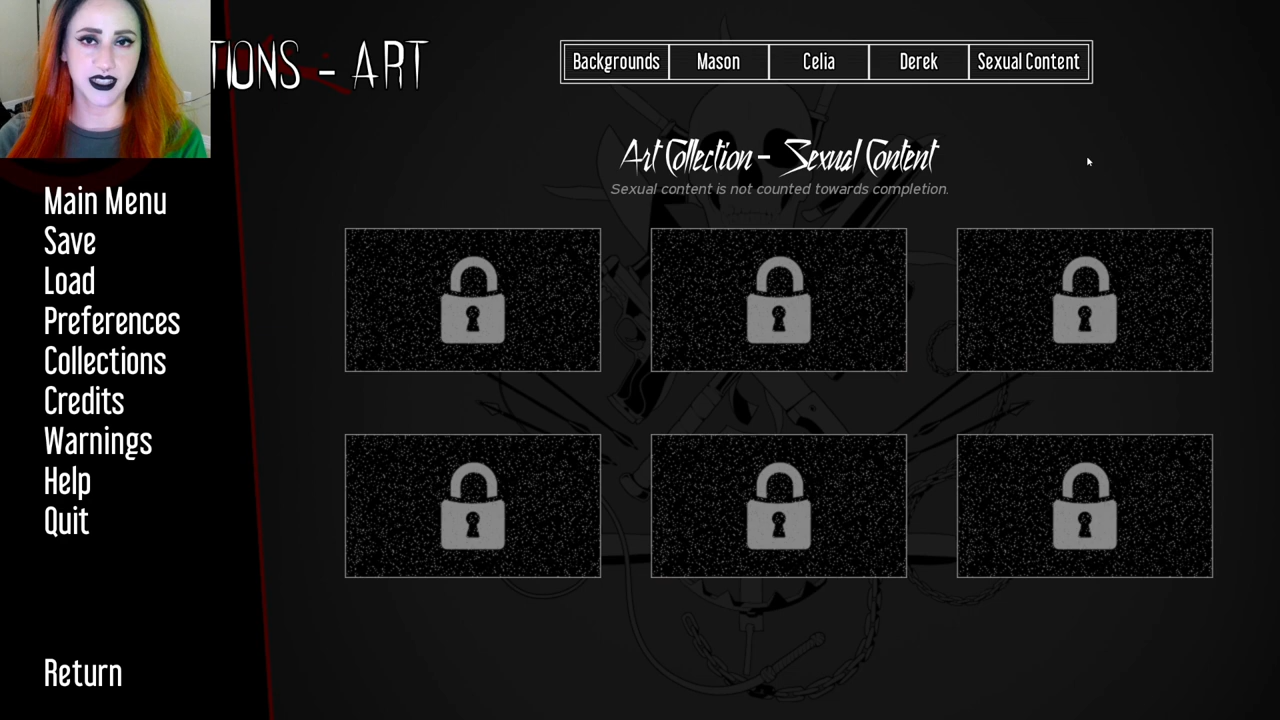 TIONS - ART
Backgrounds Mason Celia Derek Sexual Content
Art Collection - Sexual Content
Sexual content is not counted towards completion.
Main Menu
Save
Load
Preferences
Collections
Credits
Warnings
Help
Quit
Return